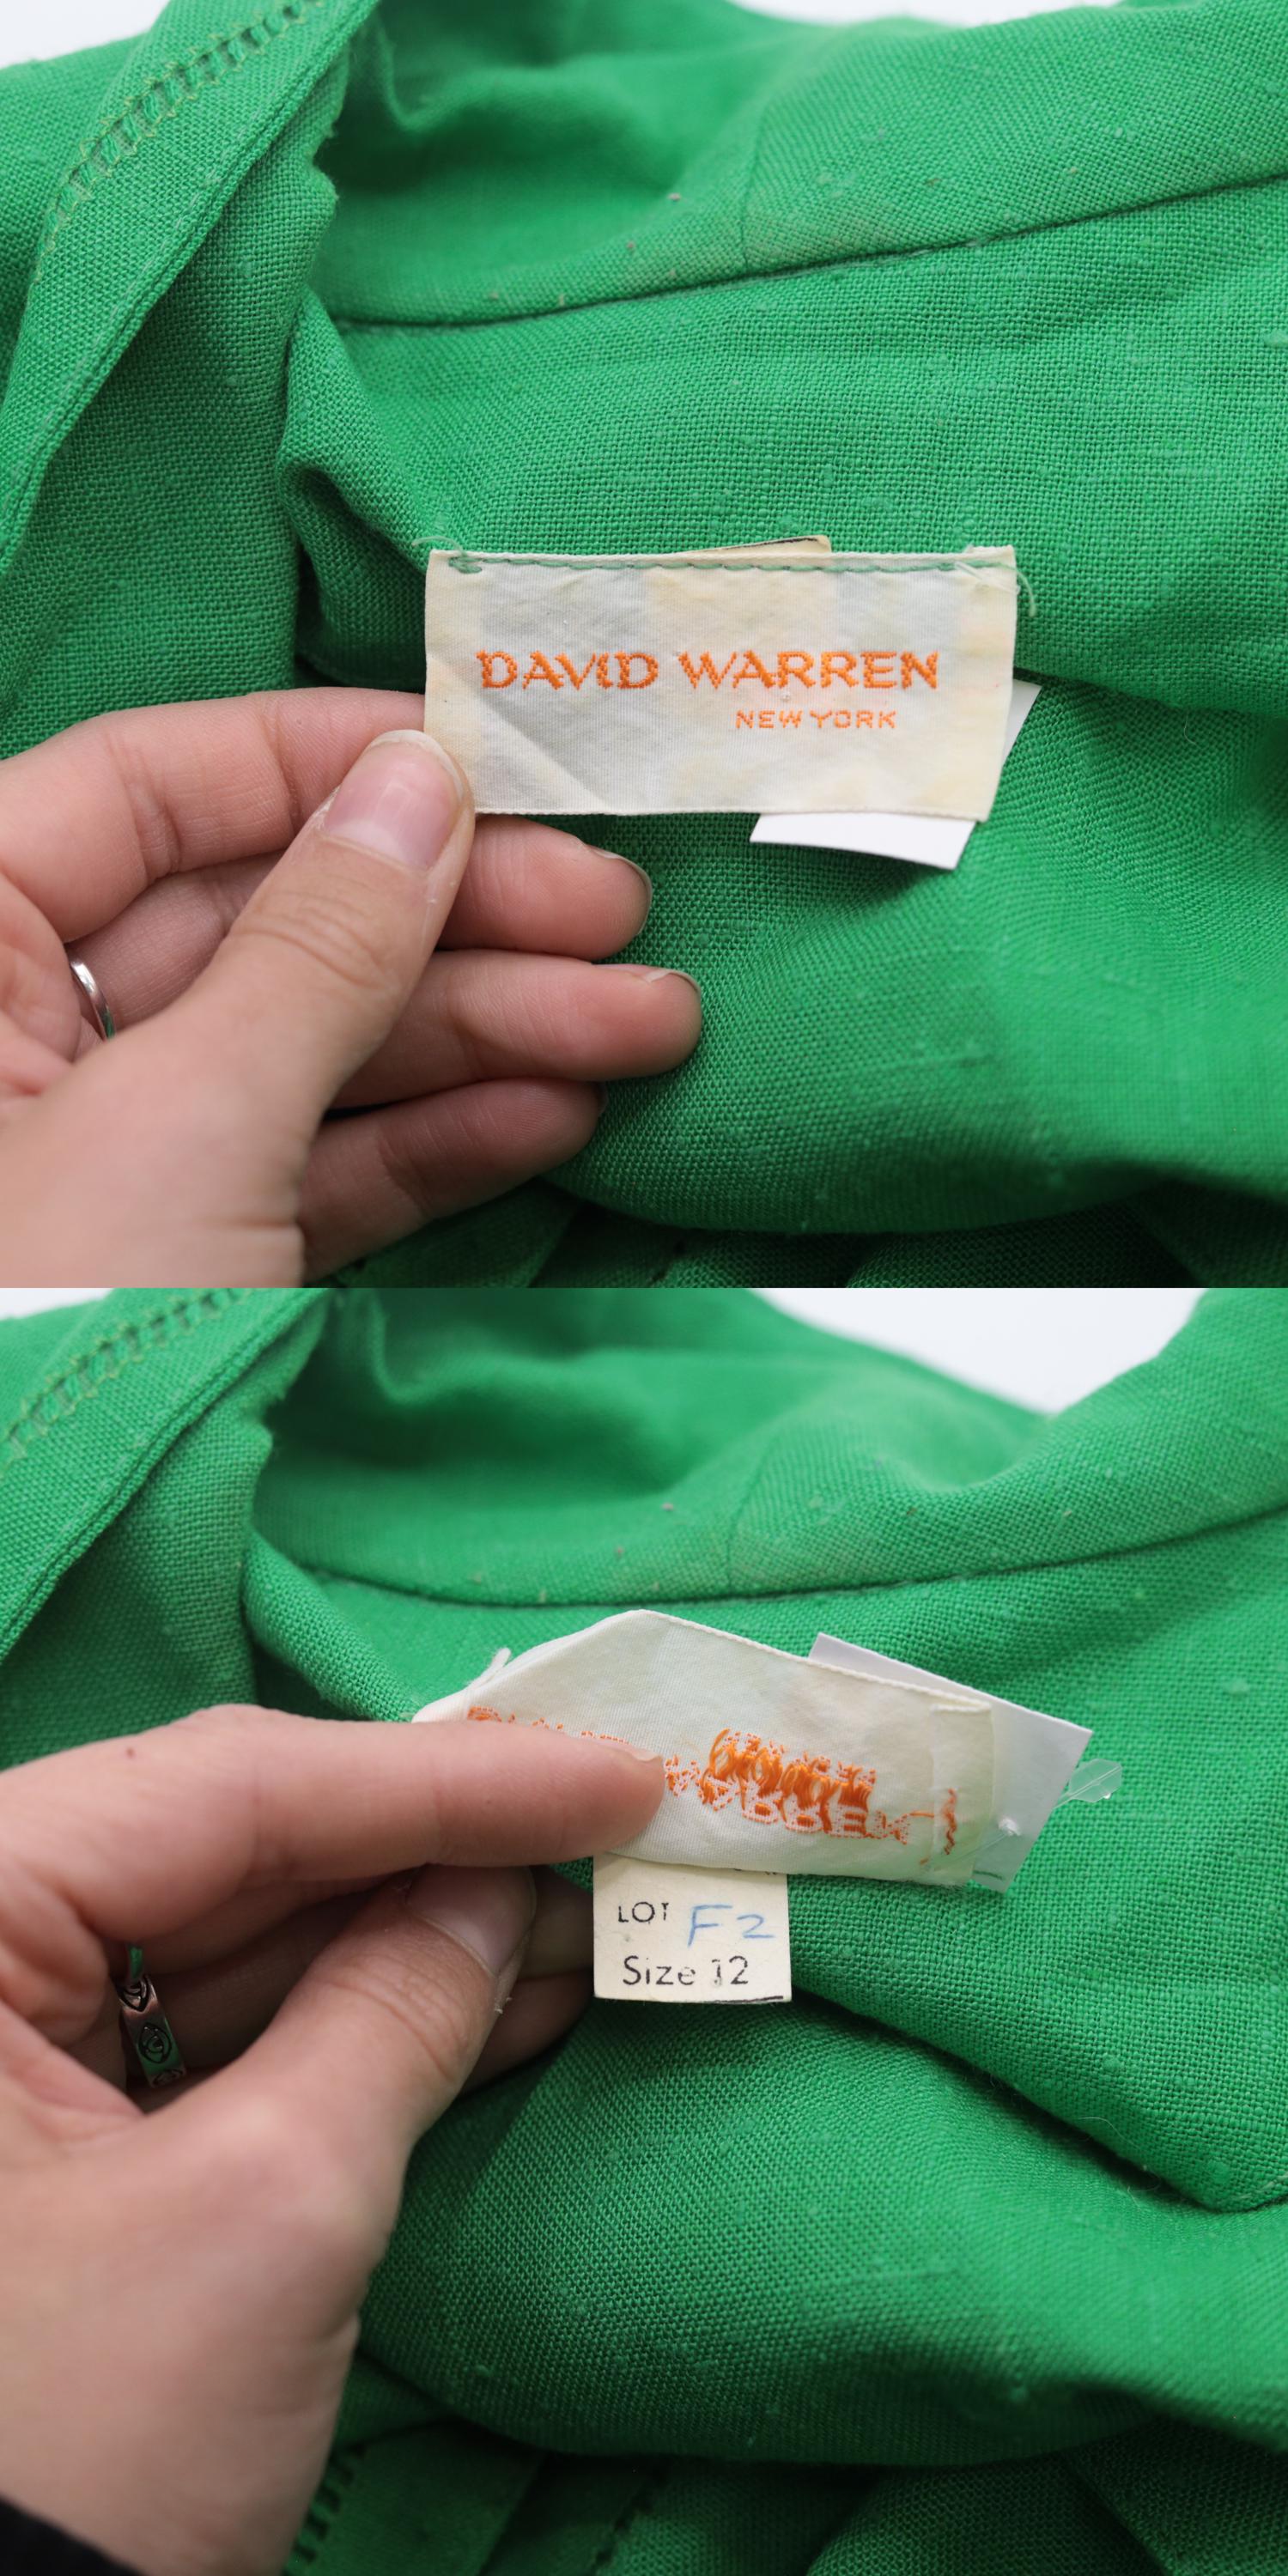 DAVID WARREN
NEW YORK
LOT F2
Size 12